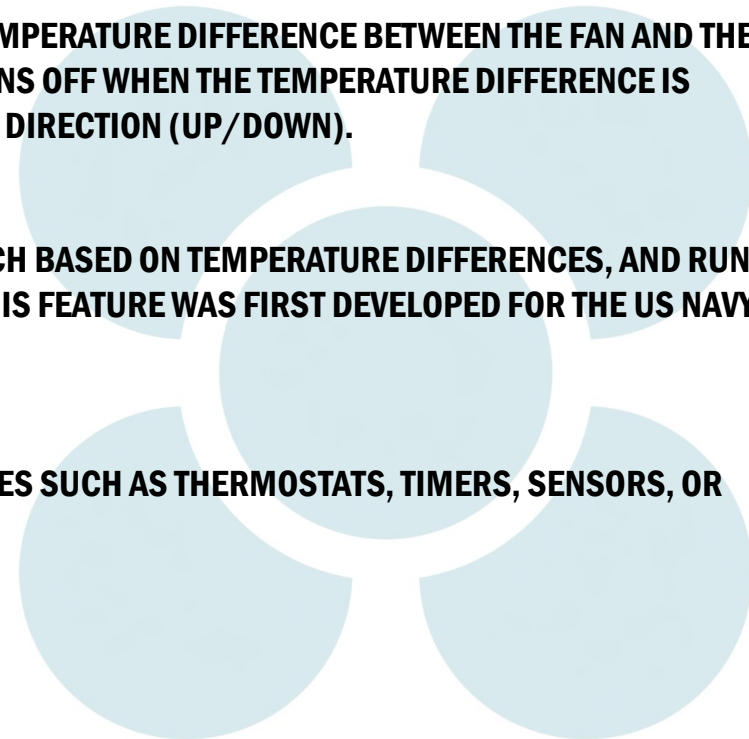 MPERATURE DIFFERENCE BETWEEN THE FAN AND THE
NS OFF WHEN THE TEMPERATURE DIFFERENCE IS
DIRECTION (UP/DOWN).
CH BASED ON TEMPERATURE DIFFERENCES, AND RUN
IS FEATURE WAS FIRST DEVELOPED FOR THE US NAVY
ES SUCH AS THERMOSTATS, TIMERS, SENSORS, OR